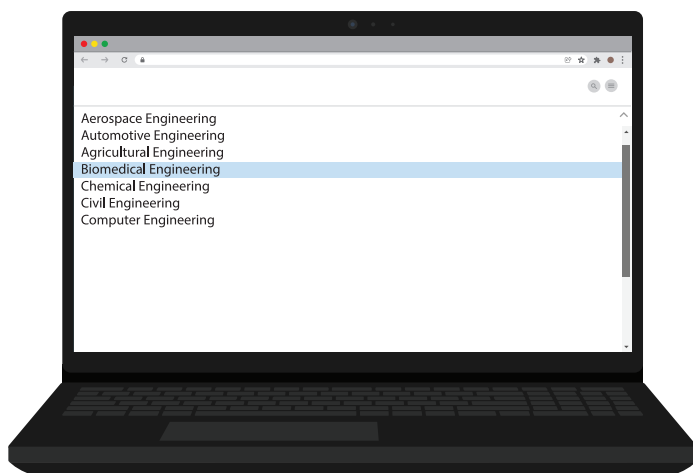 Aerospace Engineering
Automotive Engineering
Agricultural Engineering
Biomedical Engineering
Chemical Engineering
Civil Engineering
Computer Engineering